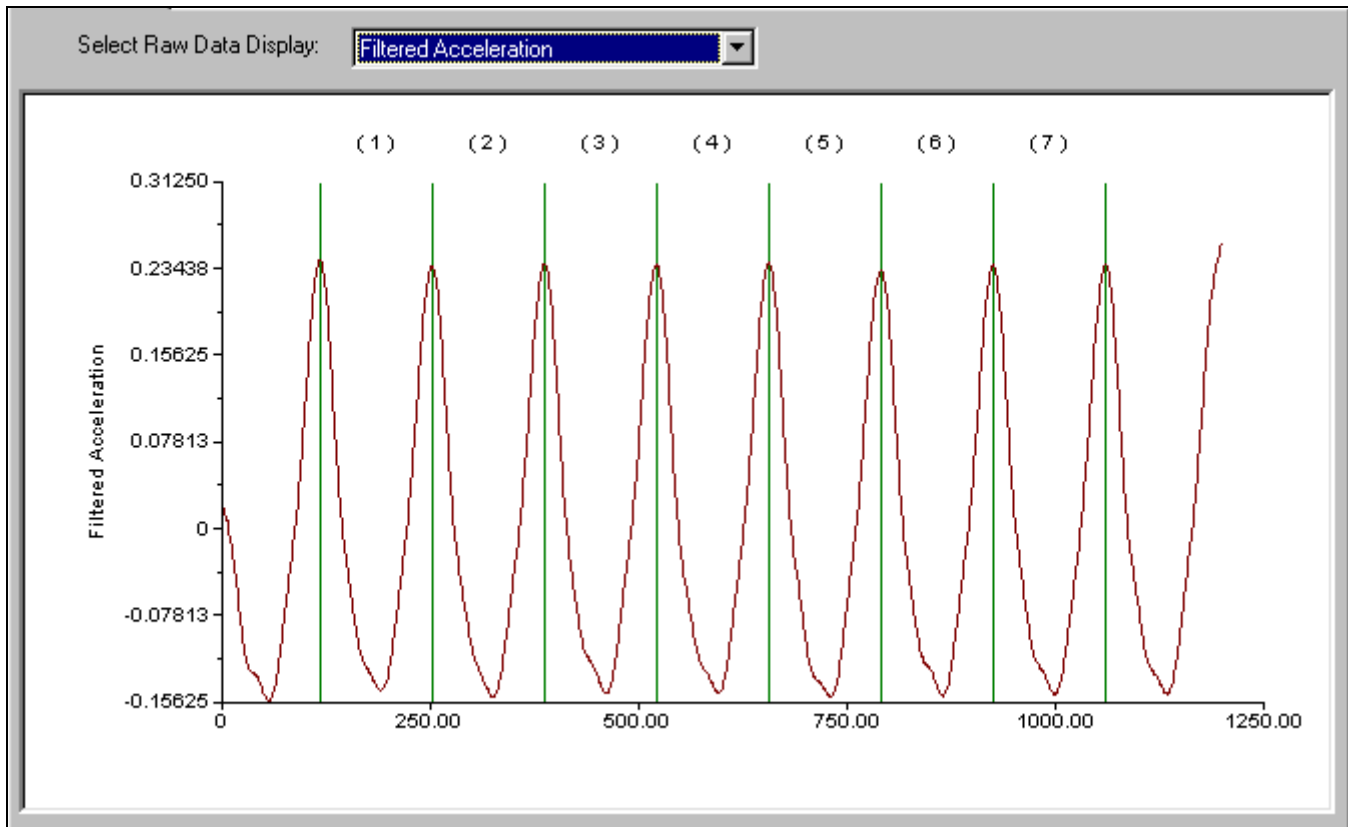 Select Raw Data Display: Filtered Acceleration
( 1 ) ( 2 ) ( 3 ) ( 4 ) ( 5 ) ( 6 ) ( 7 )
0.31250
0.23438
0.15625
0.07813
0
-0.07813
-0.15625
Filtered Acceleration
0 250.00 500.00 750.00 1000.00 1250.00